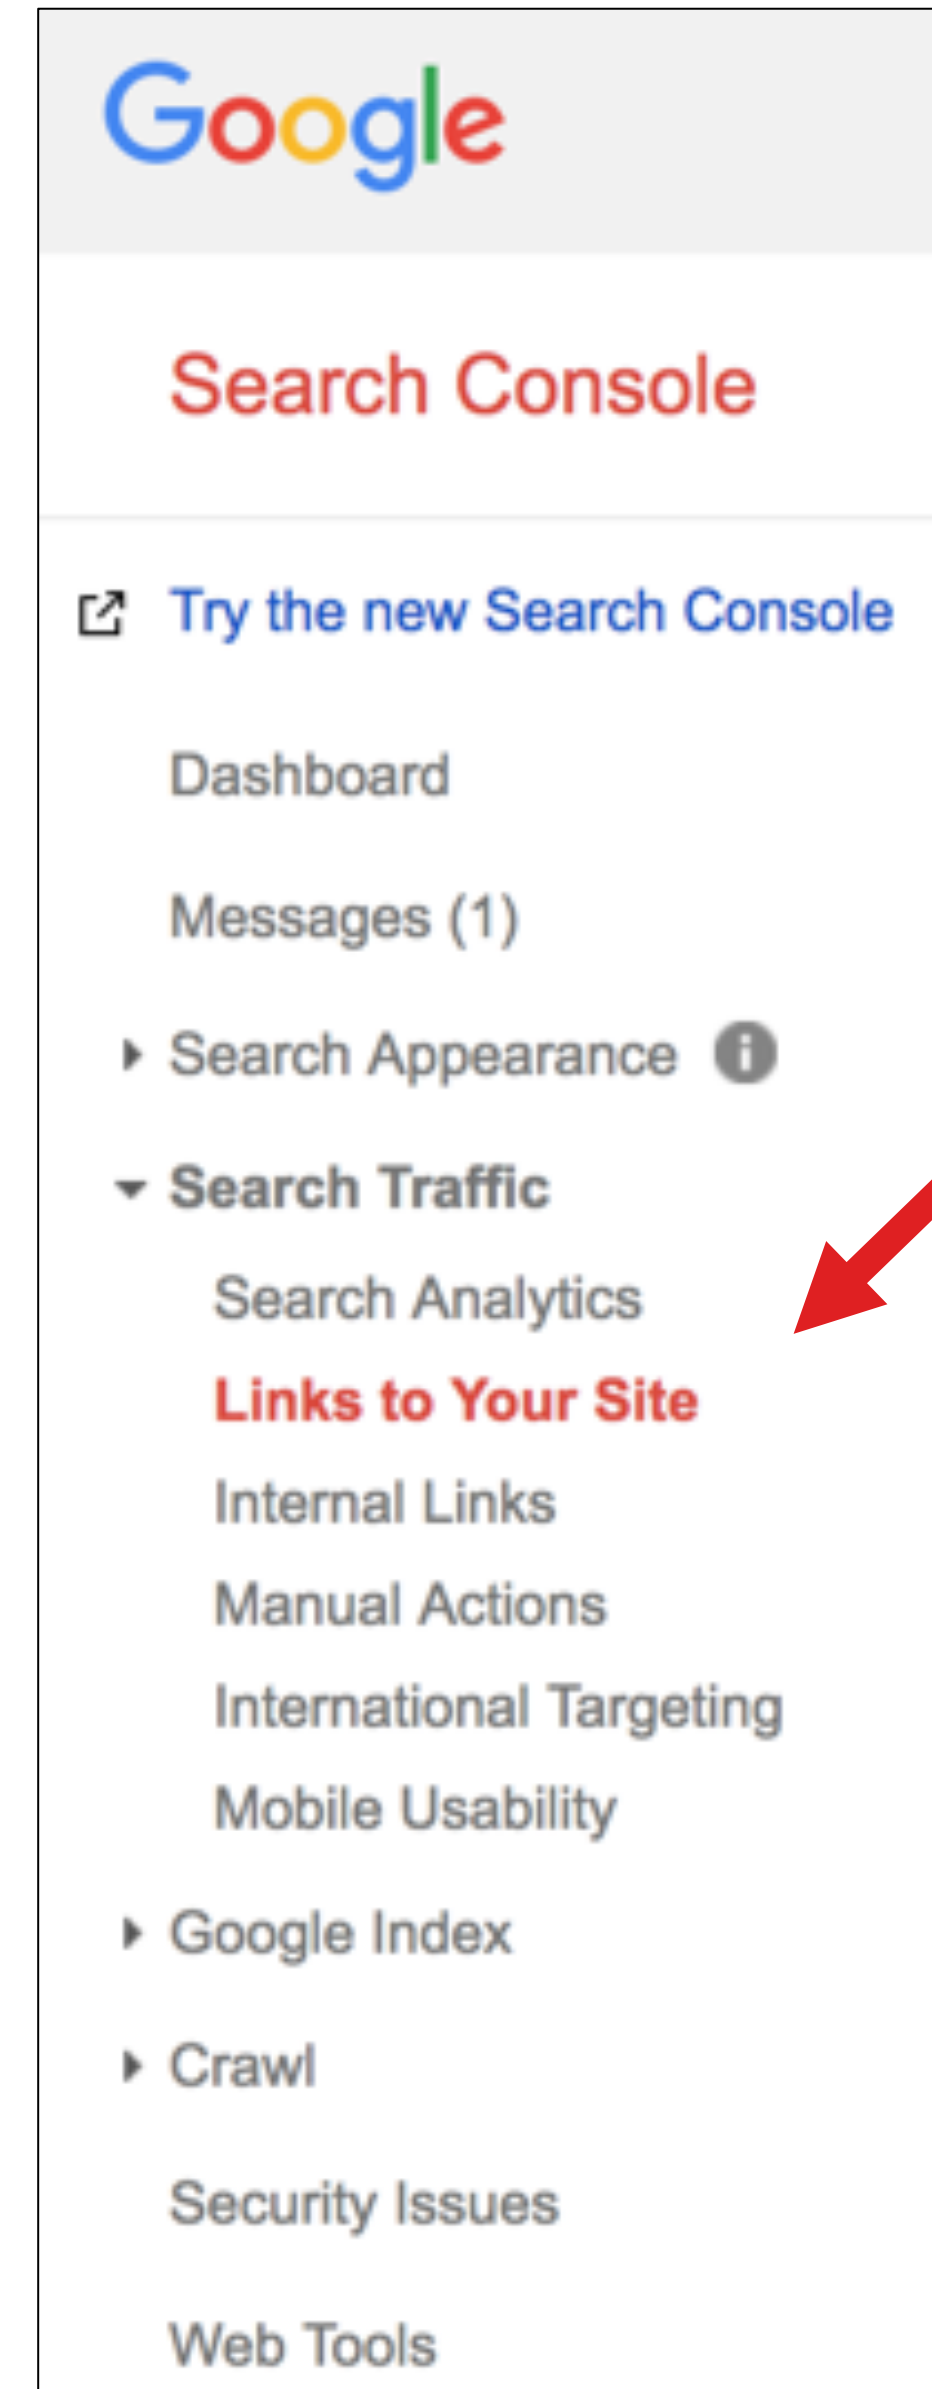 Google
Search Console
Try the new Search Console
Dashboard
Messages (1)
Search Appearance i
Search Traffic
Search Analytics
Links to Your Site
Internal Links
Manual Actions
International Targeting
Mobile Usability
Google Index
Crawl
Security Issues
Web Tools